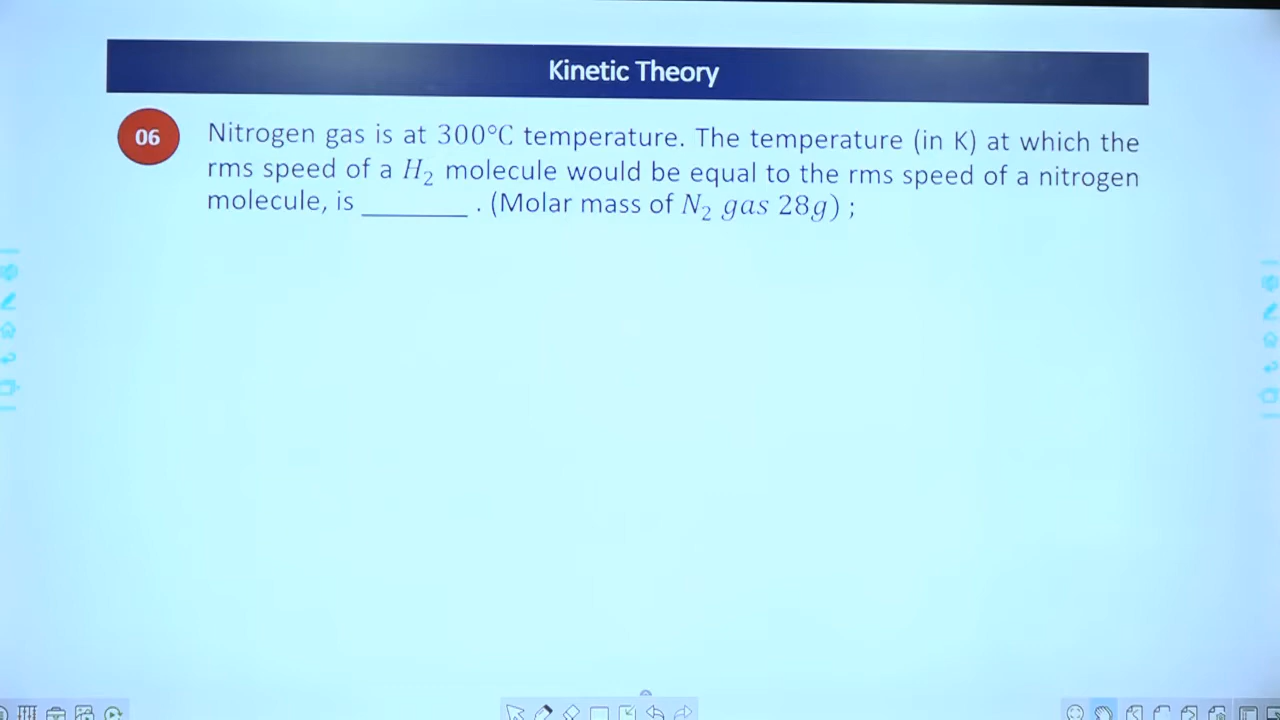 Kinetic Theory
06
Nitrogen gas is at 300°C temperature. The temperature (in K) at which the
rms speed of a H₂ molecule would be equal to the rms speed of a nitrogen
molecule, is ________ . (Molar mass of N₂ gas 28g) ;